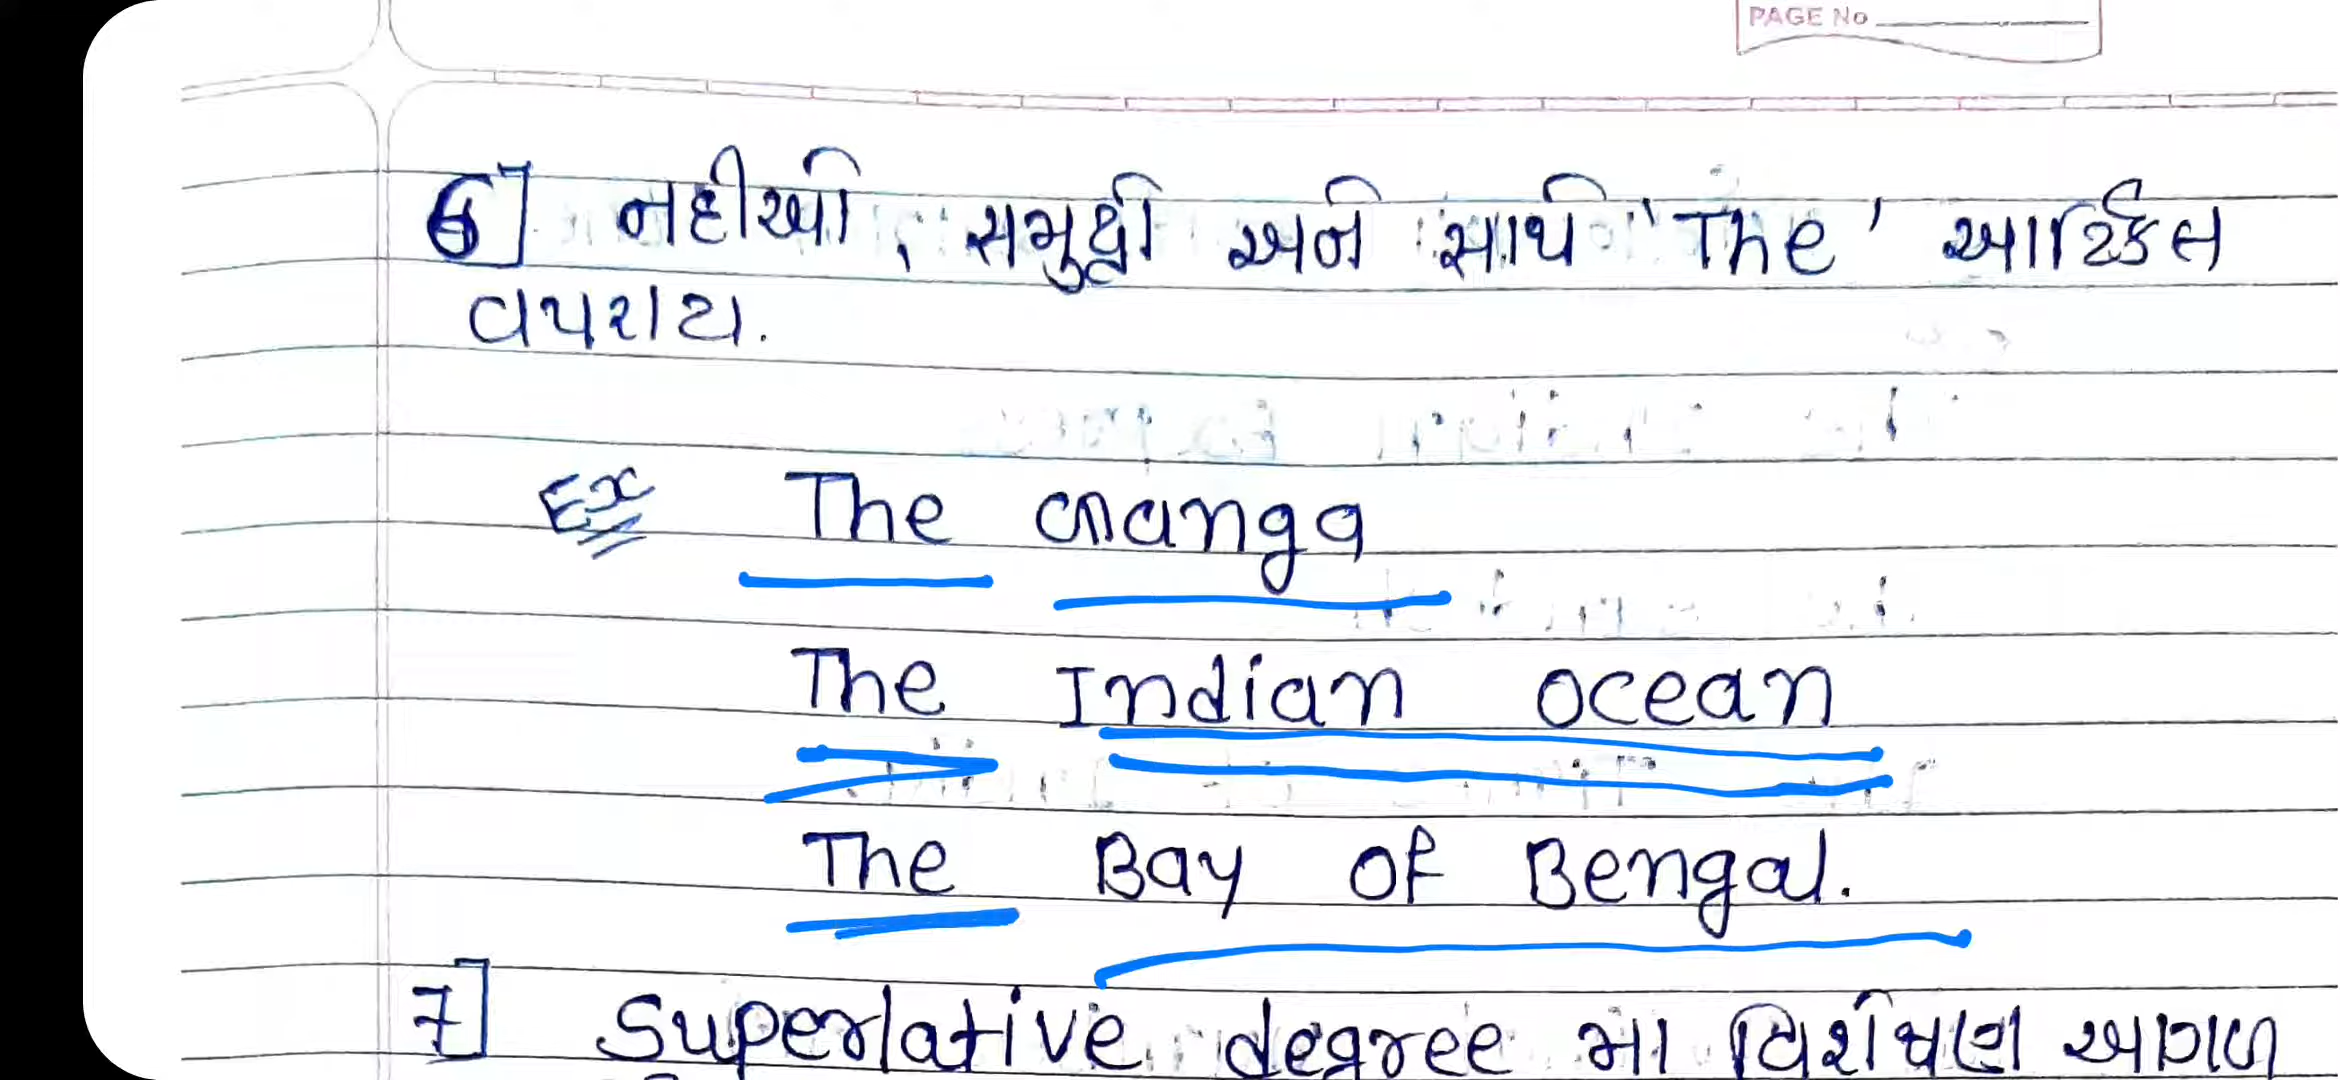 PAGE No
6] નદીઓ, સમુદ્રો અને સાથે 'The' આર્ટિકલ
વપરાય.
Ex The Ganga
The Indian ocean
The Bay of Bengal.
7] Superlative degree મા વિશેષણ આગળ